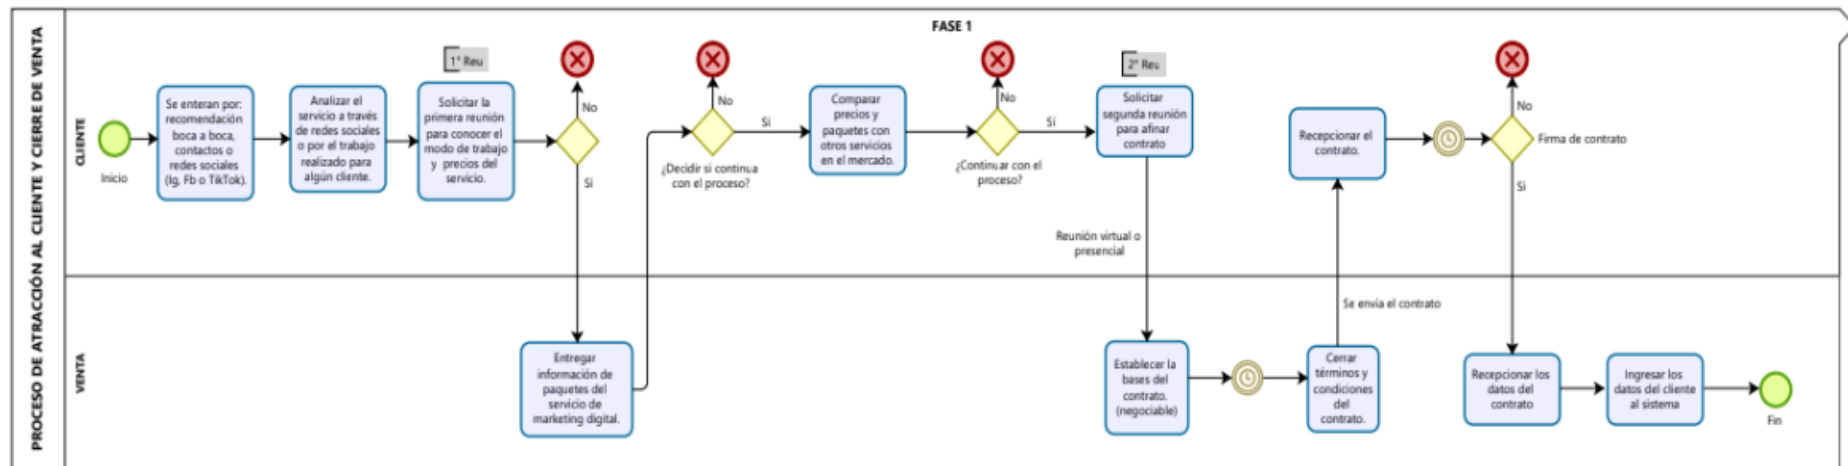 PROCESO DE ATRACCIÓN AL CLIENTE Y CIERRE DE VENTA
FASE 1
CLIENTE
Inicio
Se enteran por:
recomendación
boca a boca,
contactos o
redes sociales
(Ig, Fb o TikTok).
Analizar el
servicio a través
de redes sociales
o por el trabajo
realizado para
algún cliente.
1° Reu
Solicitar la
primera reunión
para conocer el
modo de trabajo
y precios del
servicio.
No
Si
No
Si
¿Decidir si continua
con el proceso?
Comparar
precios y
paquetes con
otros servicios
en el mercado.
No
Si
¿Continuar con el
proceso?
2° Reu
Solicitar
segunda reunión
para afinar
contrato
Reunión virtual o
presencial
Recepcionar el
contrato.
No
Firma de contrato
Si
VENTA
Entregar
información de
paquetes del
servicio de
marketing digital.
Establecer la
bases del
contrato.
(negociable)
Cerrar
términos y
condiciones
del
contrato.
Se envía el contrato
Recepcionar los
datos del
contrato
Ingresar los
datos del cliente
al sistema
Fin